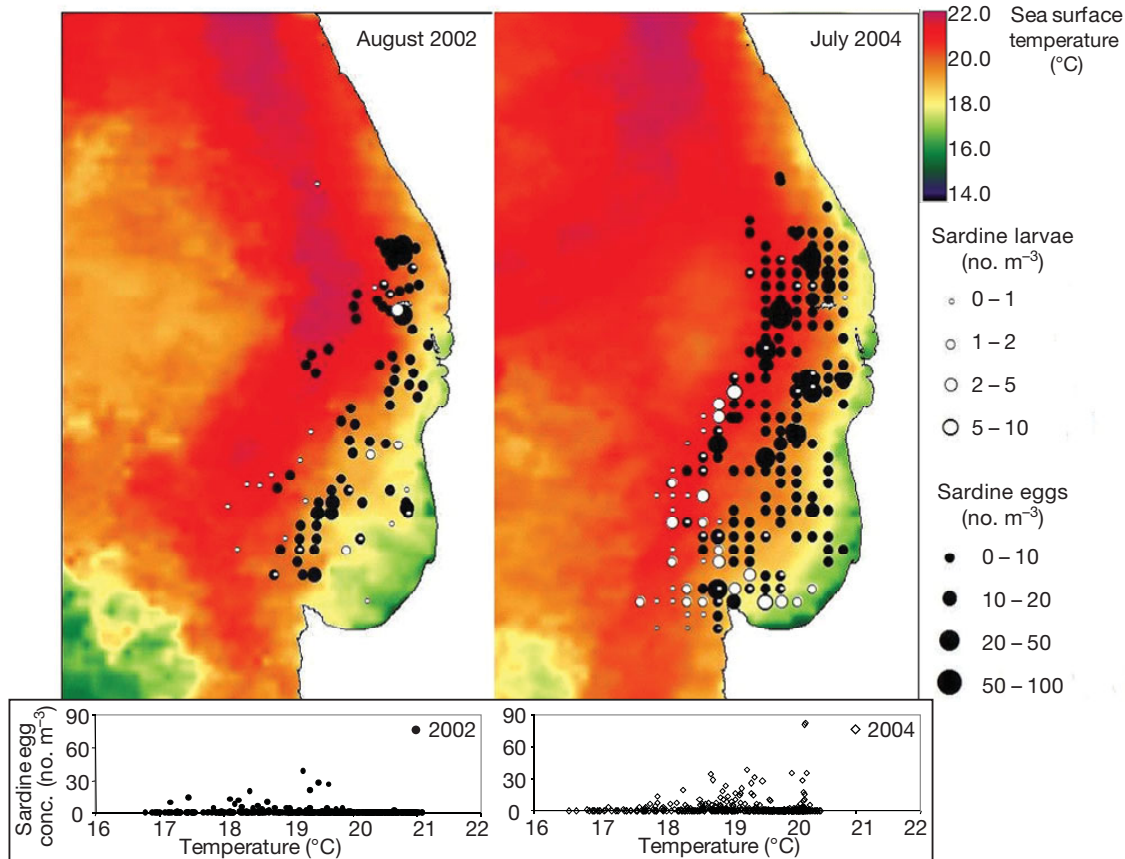 August 2002
July 2004
22.0
20.0
18.0
16.0
14.0
Sea surface
temperature
(°C)
Sardine larvae
(no. m⁻³)
0 – 1
1 – 2
2 – 5
5 – 10
Sardine eggs
(no. m⁻³)
0 – 10
10 – 20
20 – 50
50 – 100
Sardine egg
conc. (no. m⁻³)
90
60
30
0
2002
16 17 18 19 20 21 22
Temperature (°C)
90
60
30
0
2004
16 17 18 19 20 21 22
Temperature (°C)